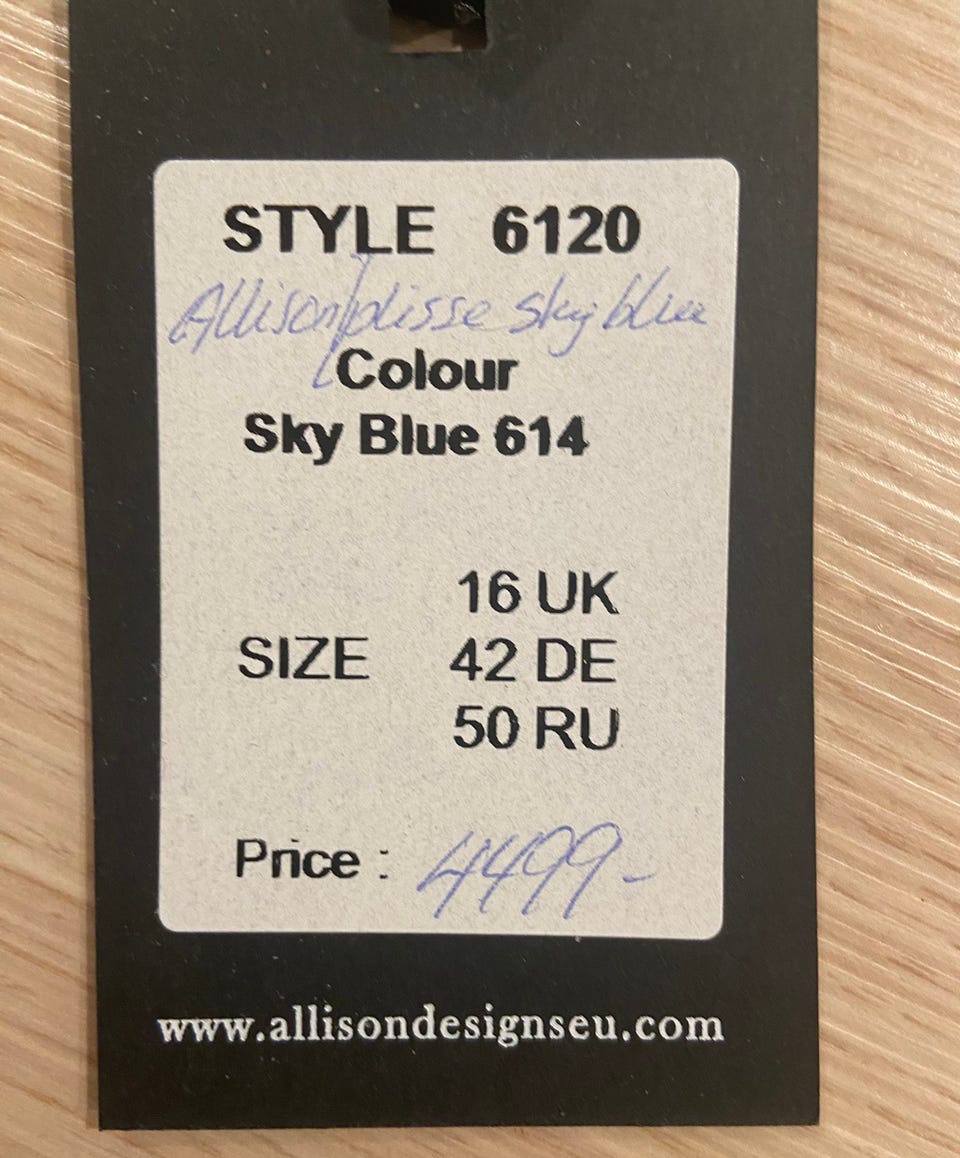 STYLE 6120
Allison plisse sky blue
Colour
Sky Blue 614
16 UK
SIZE 42 DE
50 RU
Price : 4499-
www.allisondesignseu.com